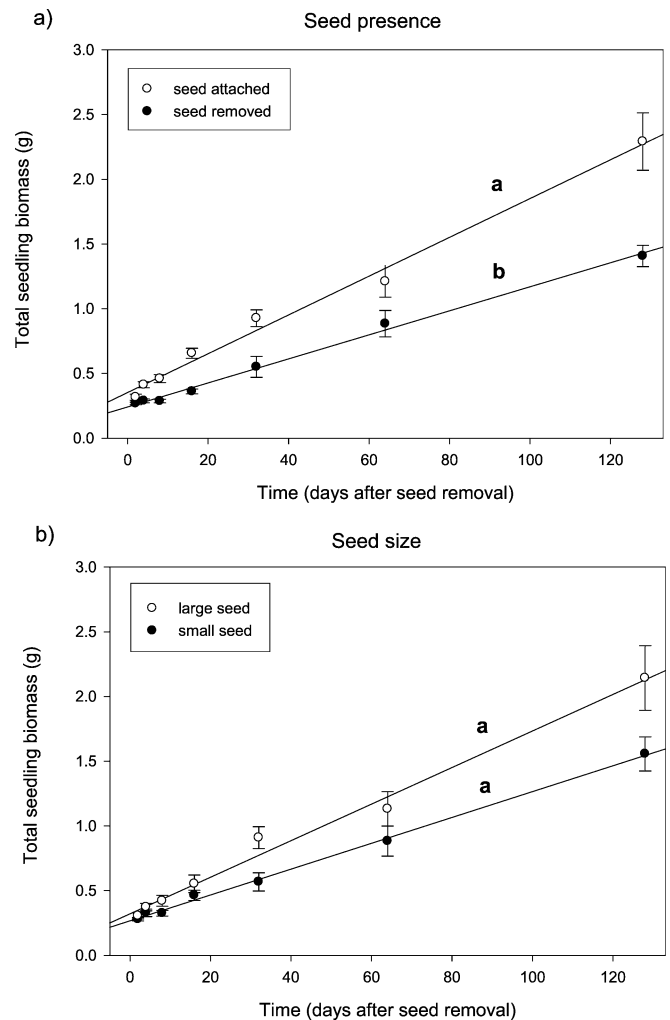 a)
Seed presence
3.0
2.5
2.0
1.5
1.0
0.5
0.0
Total seedling biomass (g)
seed attached
seed removed
a
b
0 20 40 60 80 100 120
Time (days after seed removal)
b)
Seed size
3.0
2.5
2.0
1.5
1.0
0.5
0.0
Total seedling biomass (g)
large seed
small seed
a
a
0 20 40 60 80 100 120
Time (days after seed removal)